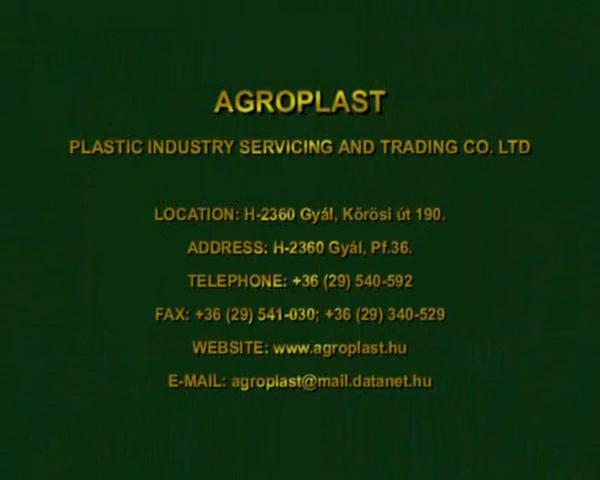 AGROPLAST
PLASTIC INDUSTRY SERVICING AND TRADING CO. LTD
LOCATION: H-2360 Gyál, Kőrösi út 190.
ADDRESS: H-2360 Gyál, Pf.36.
TELEPHONE: +36 (29) 540-592
FAX: +36 (29) 541-030; +36 (29) 340-529
WEBSITE: www.agroplast.hu
E-MAIL: agroplast@mail.datanet.hu